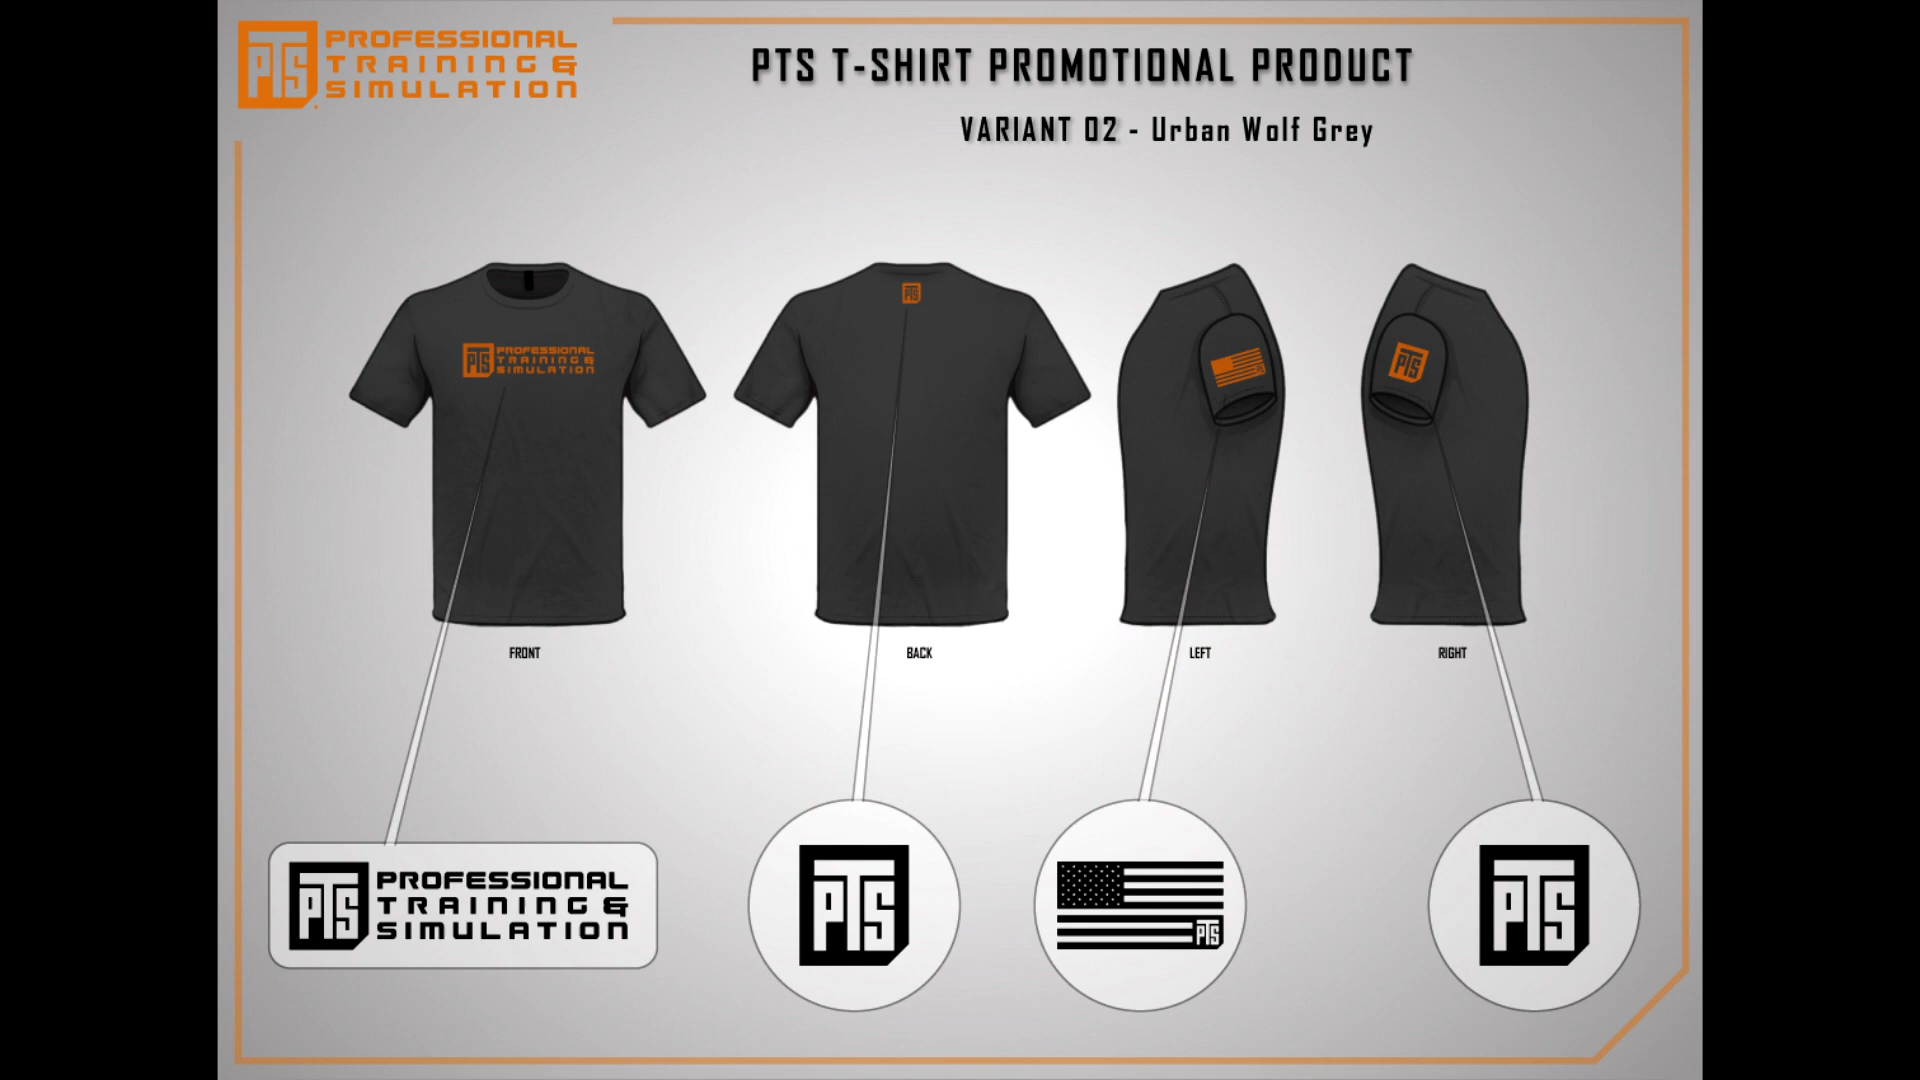 PTS
PROFESSIONAL
TRAINING &
SIMULATION
PTS T-SHIRT PROMOTIONAL PRODUCT
VARIANT 02 - Urban Wolf Grey
PTS
PROFESSIONAL
TRAINING &
SIMULATION
PTS
PTS
FRONT
BACK
LEFT
RIGHT
PTS
PROFESSIONAL
TRAINING &
SIMULATION
PTS
PTS
PTS